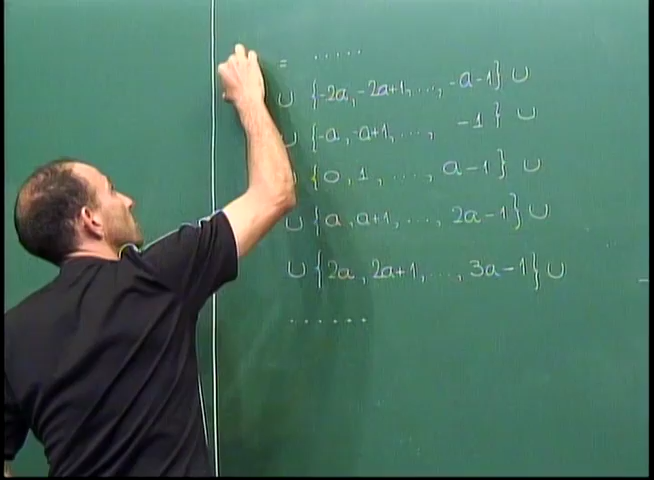 = .....
∪ {-2a, -2a+1, ..., -a-1} ∪
∪ {-a, -a+1, ..., -1} ∪
∪ {0, 1, ..., a-1} ∪
∪ {a, a+1, ..., 2a-1} ∪
∪ {2a, 2a+1, ..., 3a-1} ∪
......